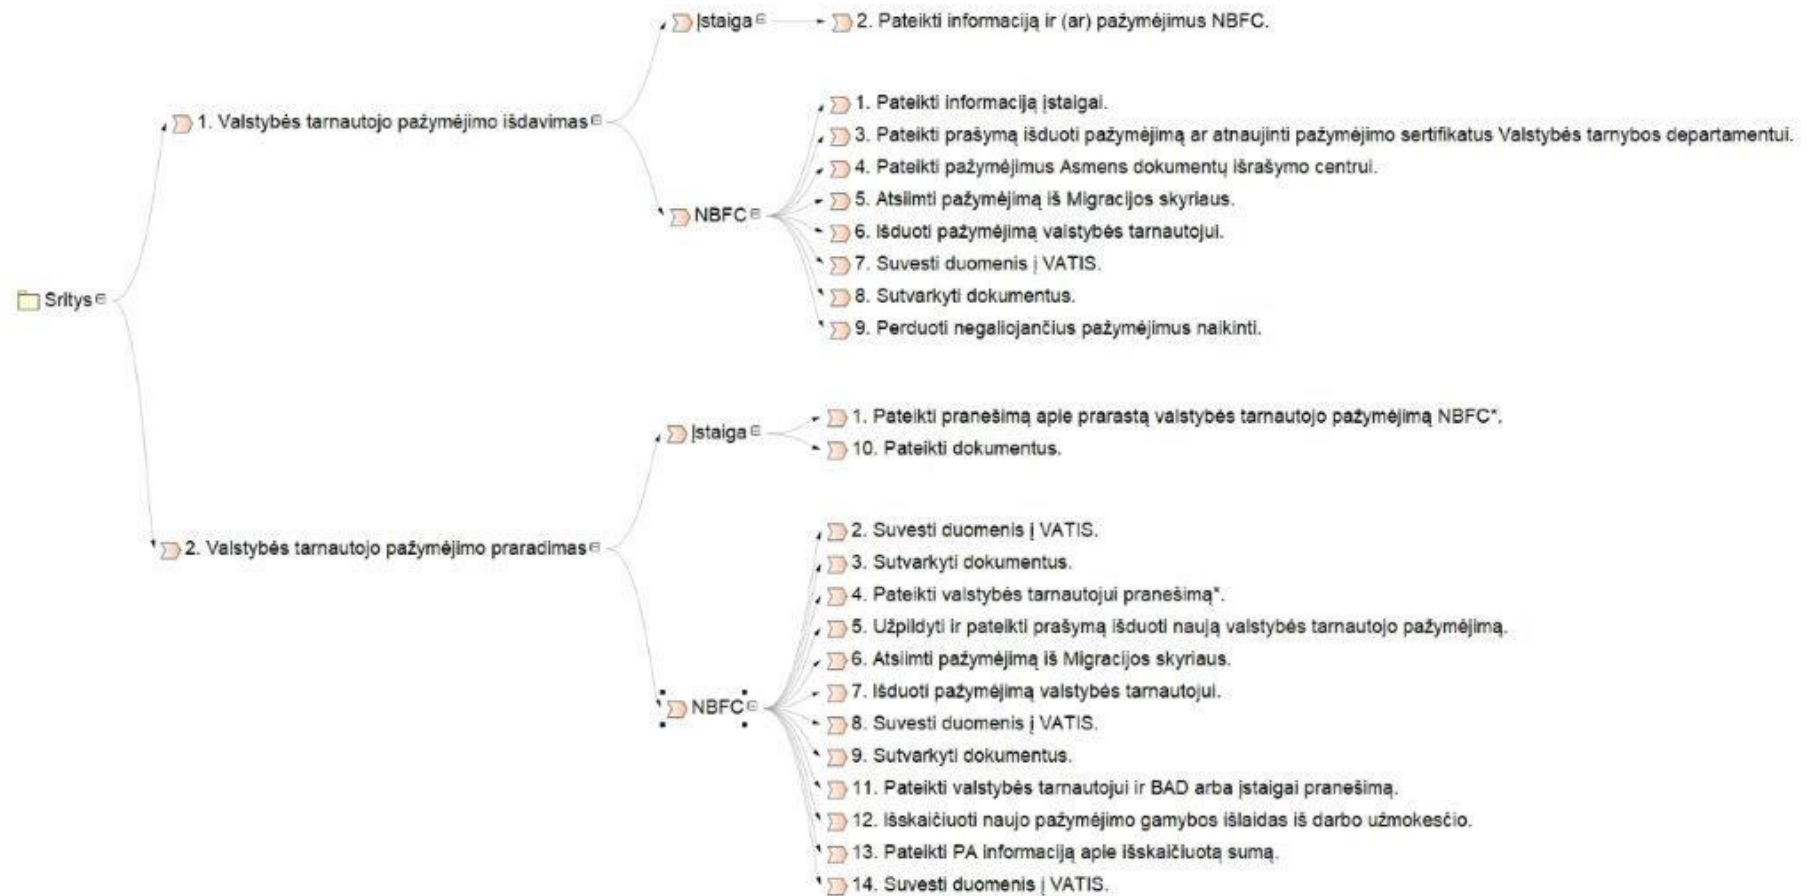 Sritys
1. Valstybės tarnautojo pažymėjimo išdavimas
Įstaiga
2. Pateikti informaciją ir (ar) pažymėjimus NBFC.
NBFC
1. Pateikti informaciją įstaigai.
3. Pateikti prašymą išduoti pažymėjimą ar atnaujinti pažymėjimo sertifikatus Valstybės tarnybos departamentui.
4. Pateikti pažymėjimus Asmens dokumentų išrašymo centrui.
5. Atsiimti pažymėjimą iš Migracijos skyriaus.
6. Išduoti pažymėjimą valstybės tarnautojui.
7. Suvesti duomenis į VATIS.
8. Sutvarkyti dokumentus.
9. Perduoti negaliojančius pažymėjimus naikinti.
2. Valstybės tarnautojo pažymėjimo praradimas
Įstaiga
1. Pateikti pranešimą apie prarastą valstybės tarnautojo pažymėjimą NBFC*.
10. Pateikti dokumentus.
NBFC
2. Suvesti duomenis į VATIS.
3. Sutvarkyti dokumentus.
4. Pateikti valstybės tarnautojui pranešimą*.
5. Užpildyti ir pateikti prašymą išduoti naują valstybės tarnautojo pažymėjimą.
6. Atsiimti pažymėjimą iš Migracijos skyriaus.
7. Išduoti pažymėjimą valstybės tarnautojui.
8. Suvesti duomenis į VATIS.
9. Sutvarkyti dokumentus.
11. Pateikti valstybės tarnautojui ir BAD arba įstaigai pranešimą.
12. Išskaičiuoti naujo pažymėjimo gamybos išlaidas iš darbo užmokesčio.
13. Pateikti PA informaciją apie išskaičiuotą sumą.
14. Suvesti duomenis į VATIS.